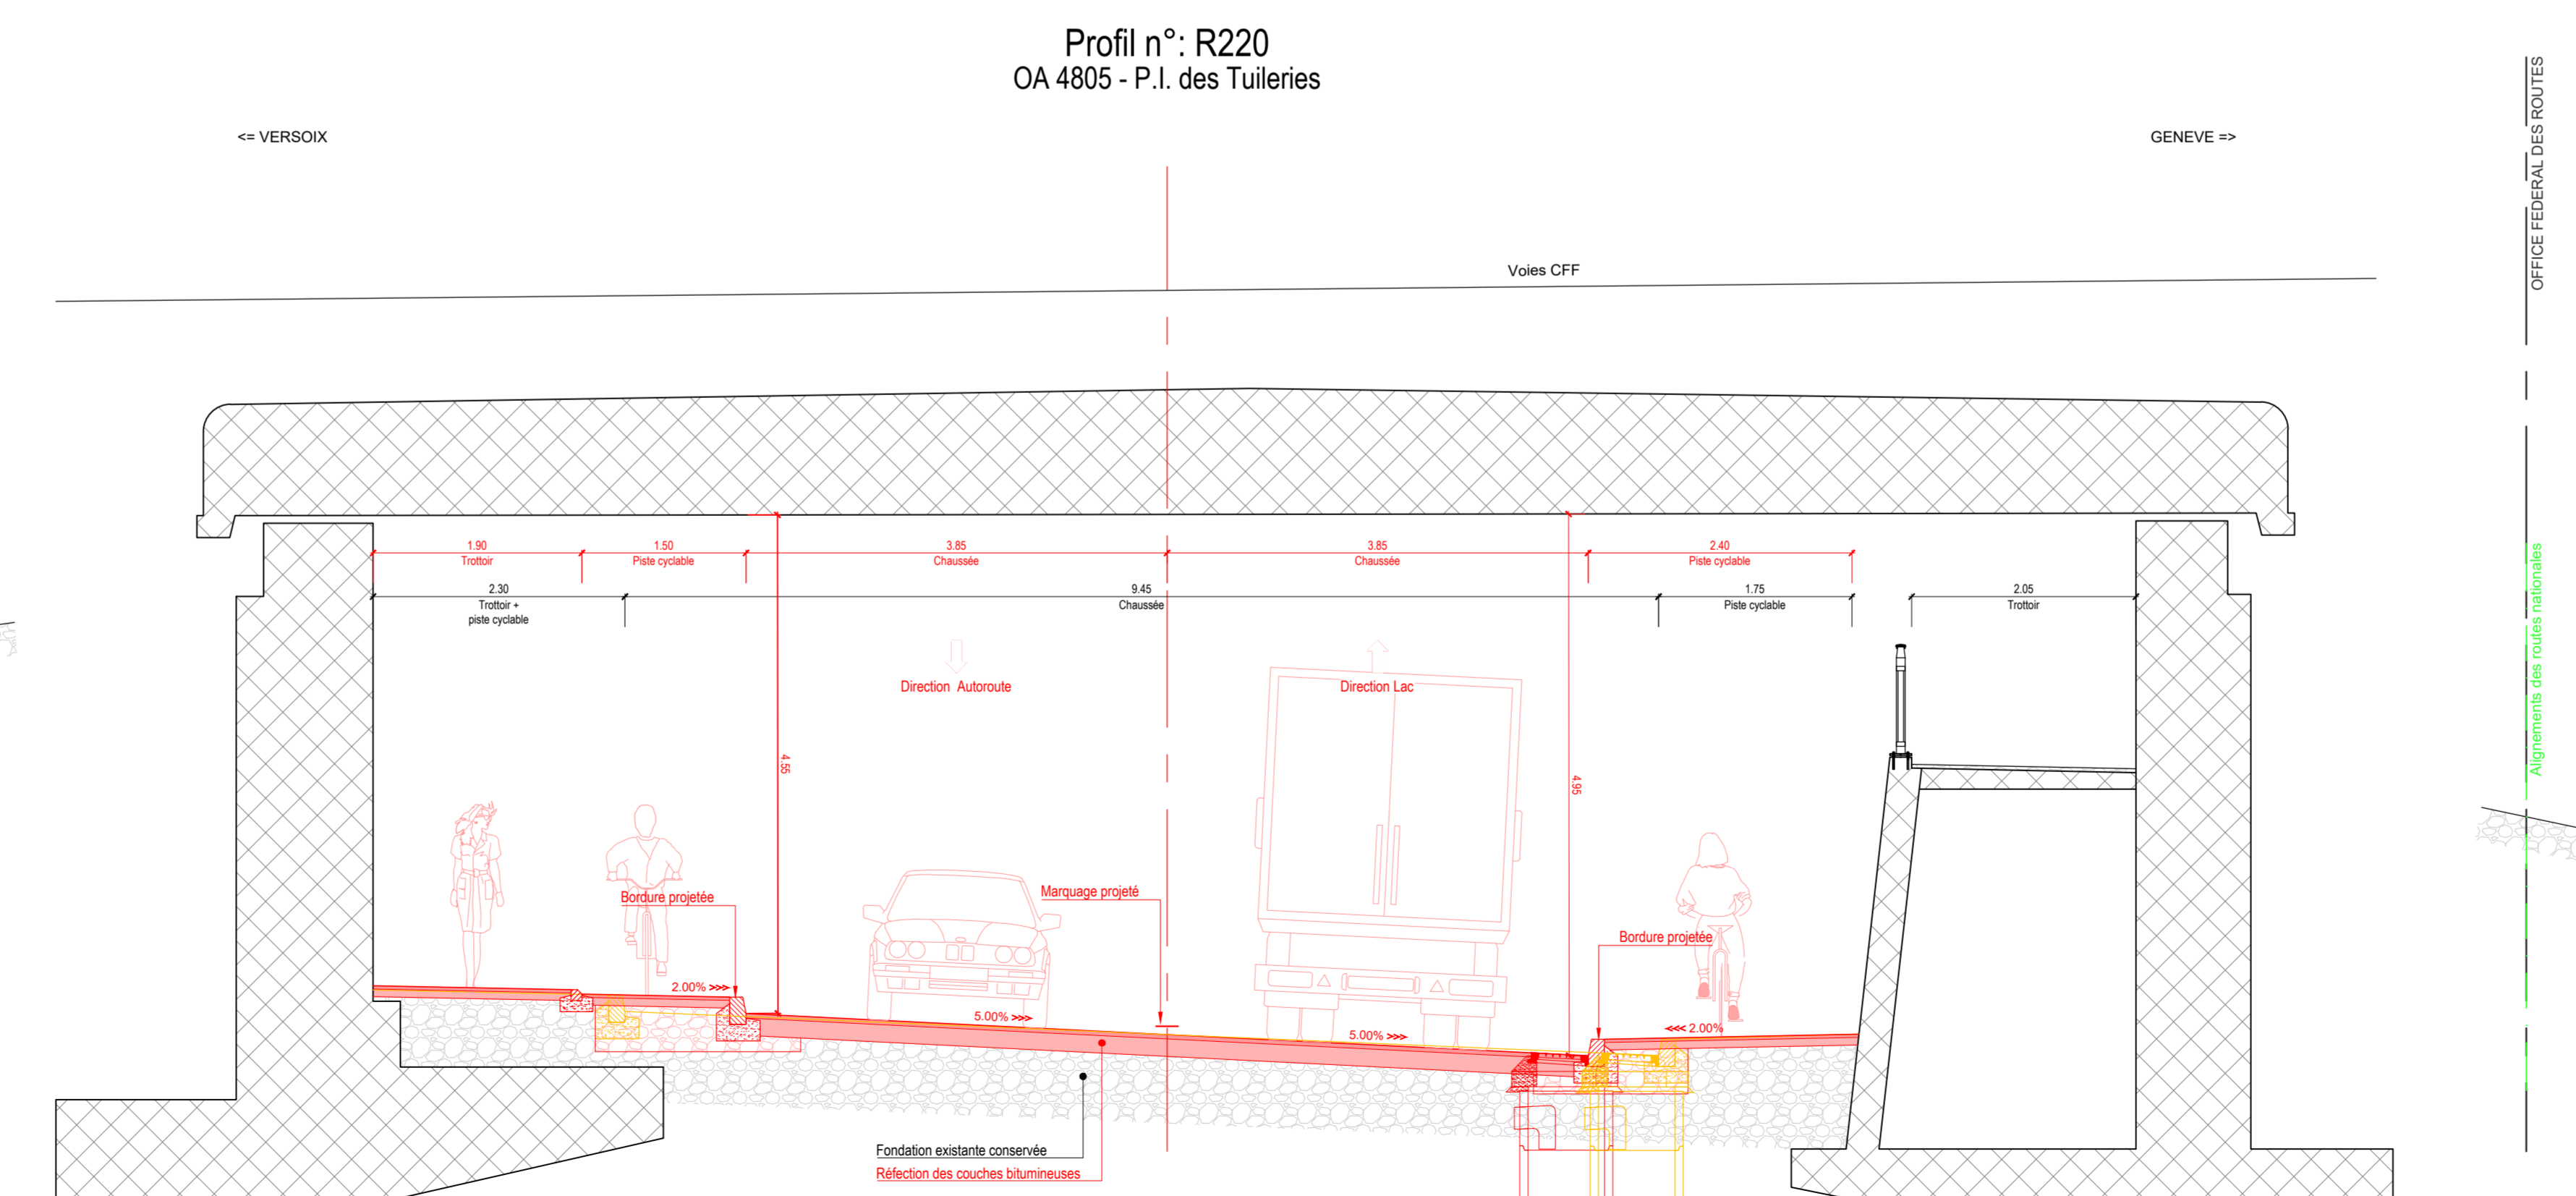 Profil n°: R220
OA 4805 - P.I. des Tuileries
<= VERSOIX
GENEVE =>
OFFICE FEDERAL DES ROUTES
Voies CFF
1.90
Trottoir
1.50
Piste cyclable
3.85
Chaussée
3.85
Chaussée
2.40
Piste cyclable
2.30
Trottoir +
piste cyclable
9.45
Chaussée
1.75
Piste cyclable
2.05
Trottoir
Alignements des routes nationales
Direction Autoroute
Direction Lac
4.55
4.95
Bordure projetée
Marquage projeté
Bordure projetée
2.00% >>>
5.00% >>>
5.00% >>>
<<< 2.00%
Fondation existante conservée
Réfection des couches bitumineuses